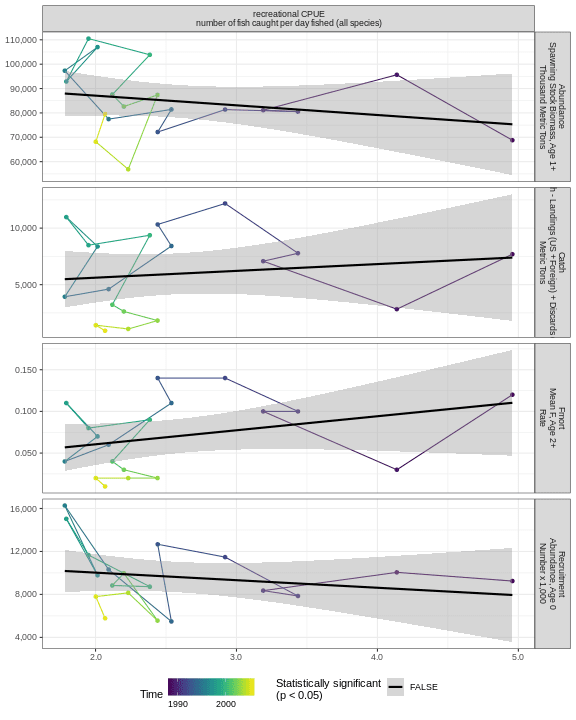 recreational CPUE
number of fish caught per day fished (all species)
110,000
100,000
90,000
80,000
70,000
60,000
Abundance
Spawning Stock Biomass, Age 1+
Thousand Metric Tons
10,000
5,000
Catch
h - Landings (US +Foreign) + Discards
Metric Tons
0.150
0.100
0.050
Fmort
Mean F, Age 2+
Rate
16,000
12,000
8,000
4,000
Recruitment
Abundance, Age 0
Number x 1,000
2.0 3.0 4.0 5.0
Time
1990 2000
Statistically significant
(p < 0.05)
FALSE